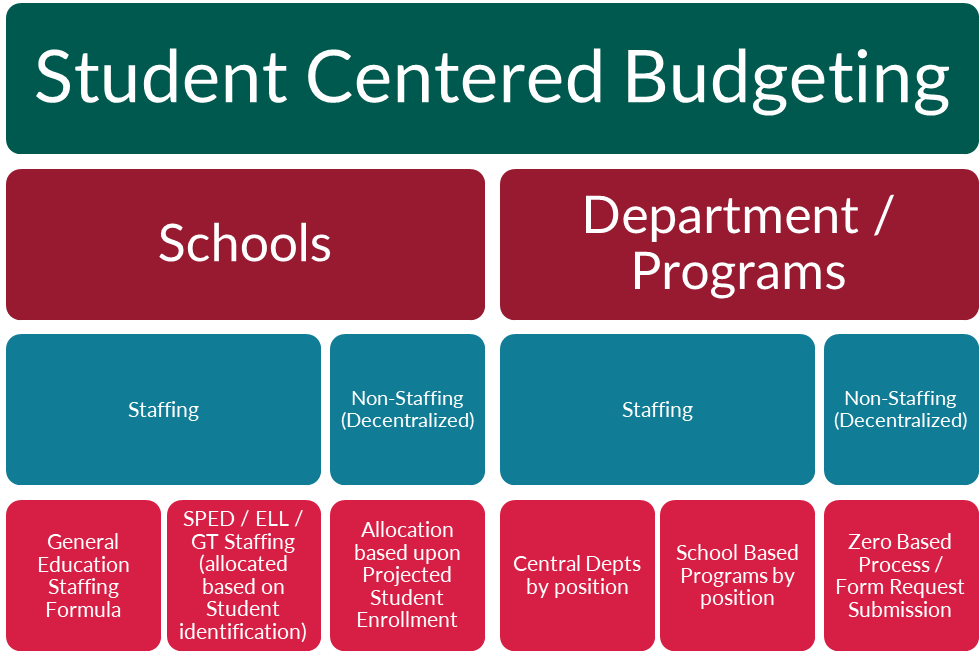 Student Centered Budgeting
Schools
Department /
Programs
Staffing
Non-Staffing
(Decentralized)
Staffing
Non-Staffing
(Decentralized)
General
Education
Staffing
Formula
SPED / ELL /
GT Staffing
(allocated
based on
Student
identification)
Allocation
based upon
Projected
Student
Enrollment
Central Depts
by position
School Based
Programs by
position
Zero Based
Process /
Form Request
Submission